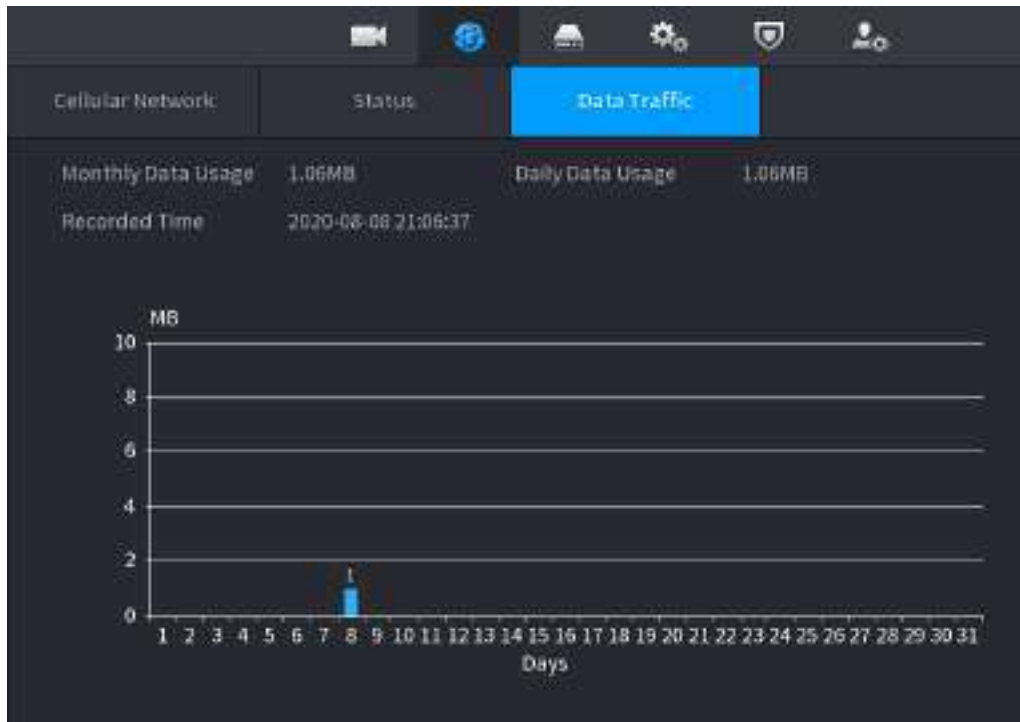 Cellular Network Status Data Traffic
Monthly Data Usage 1.06MB Daily Data Usage 1.06MB
Recorded Time 2020-08-08 21:06:37
MB
10
8
6
4
2
1
0
1 2 3 4 5 6 7 8 9 10 11 12 13 14 15 16 17 18 19 20 21 22 23 24 25 26 27 28 29 30 31
Days